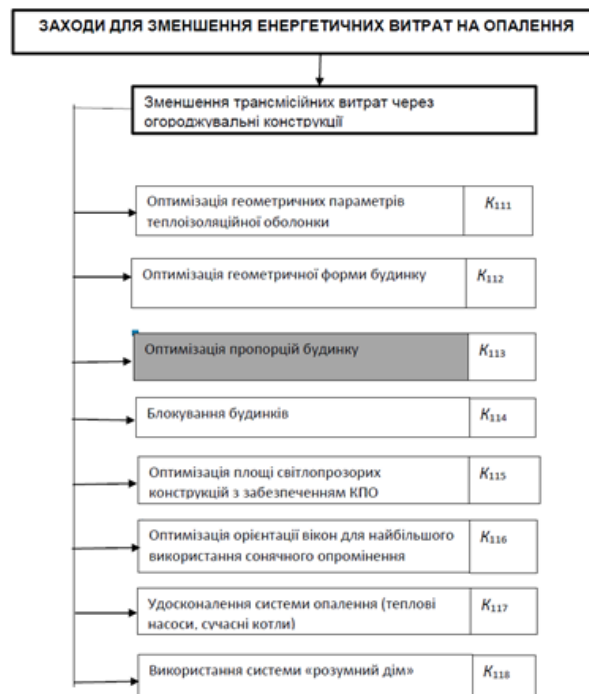 ЗАХОДИ ДЛЯ ЗМЕНШЕННЯ ЕНЕРГЕТИЧНИХ ВИТРАТ НА ОПАЛЕННЯ
Зменшення трансмісійних витрат через
огороджувальні конструкції
Оптимізація геометричних параметрів
теплоізоляційної оболонки
K111
Оптимізація геометричної форми будинку
K112
Оптимізація пропорцій будинку
K113
Блокування будинків
K114
Оптимізація площі світлопрозорих
конструкцій з забезпеченням КПО
K115
Оптимізація орієнтації вікон для найбільшого
використання сонячного опромінення
K116
Удосконалення системи опалення (теплові
насоси, сучасні котли)
K117
Використання системи «розумний дім»
K118